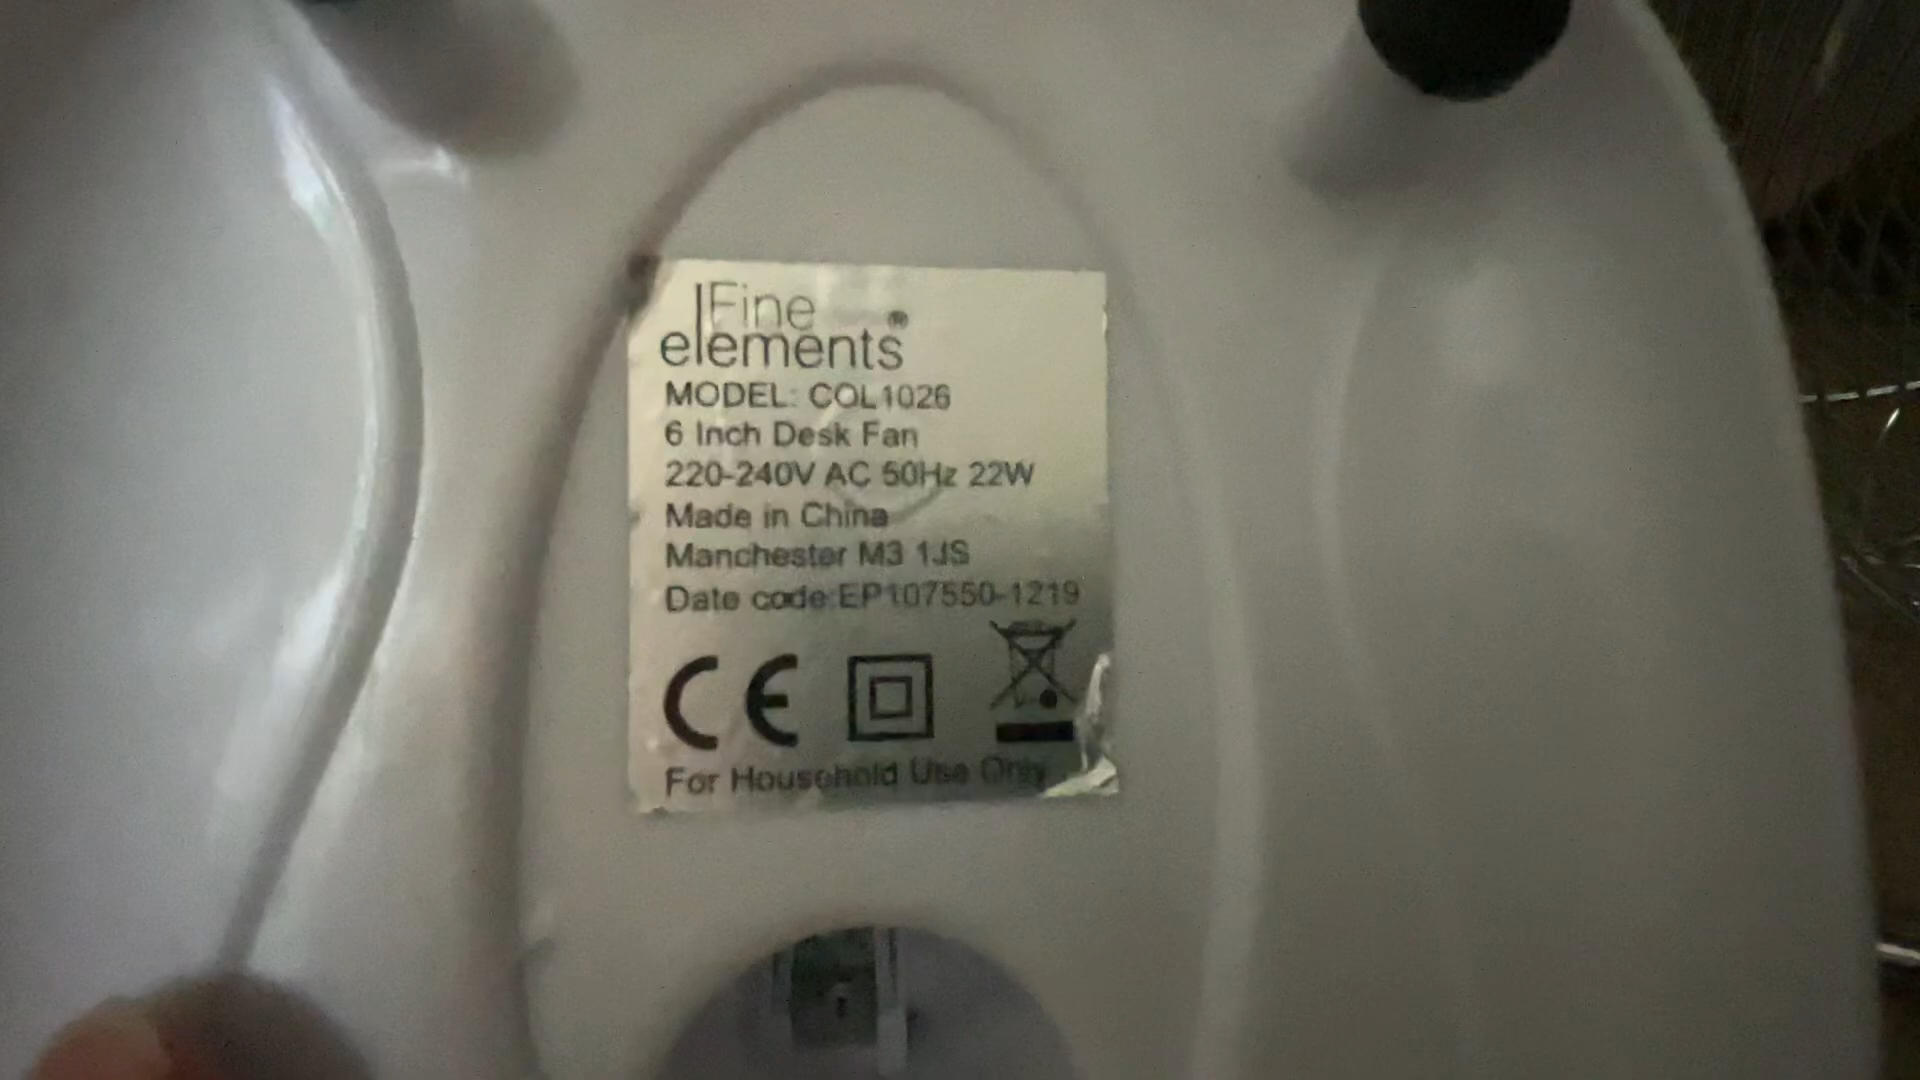 Fine
elements®
MODEL: COL1026
6 Inch Desk Fan
220-240V AC 50Hz 22W
Made in China
Manchester M3 1JS
Date code:EP107550-1219
CE
For Household Use Only